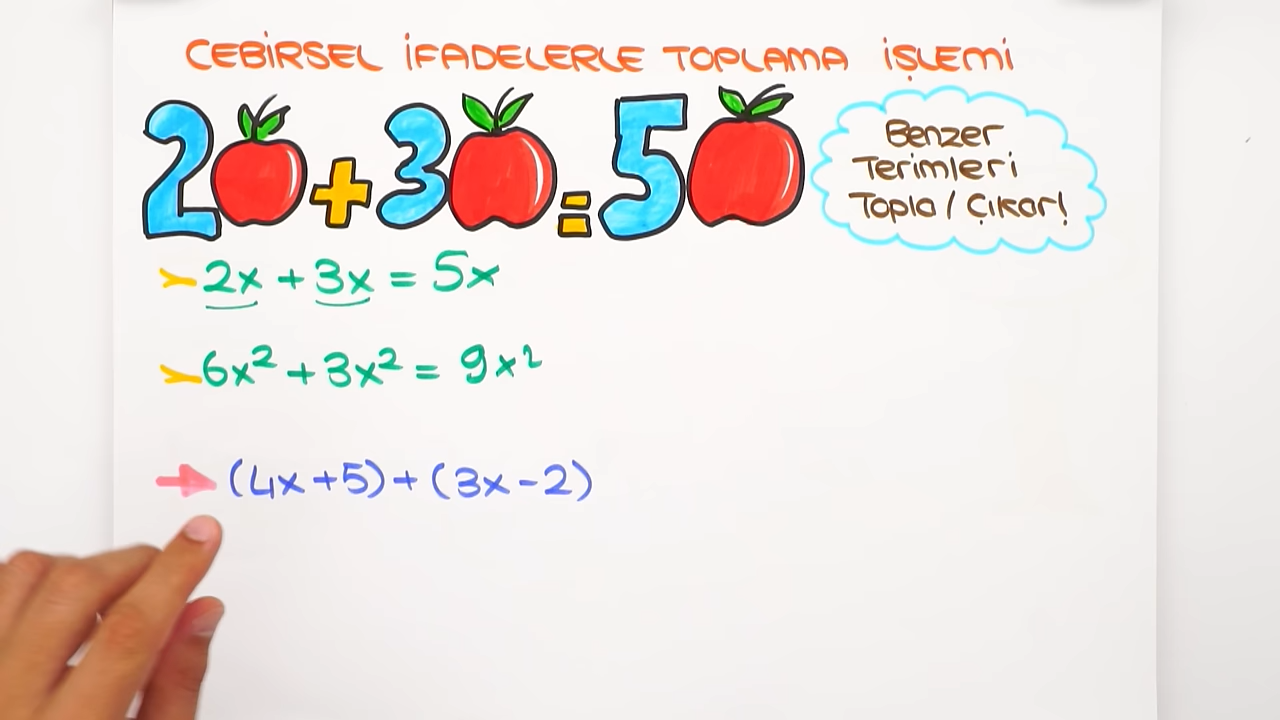 CEBİRSEL İFADELERLE TOPLAMA İŞLEMİ
2 + 3 = 5
Benzer
Terimleri
Topla / Çıkar!
2x + 3x = 5x
6x² + 3x² = 9x²
(4x+5)+(3x-2)